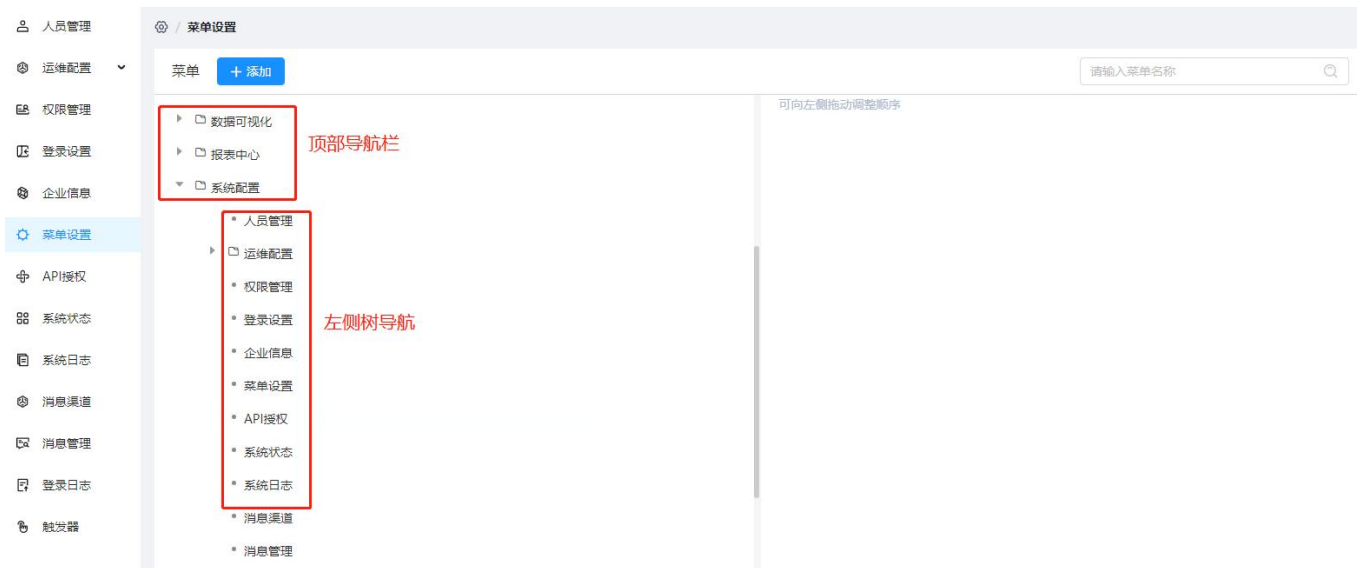 人员管理
运维配置
权限管理
登录设置
企业信息
菜单设置
API授权
系统状态
系统日志
消息渠道
消息管理
登录日志
触发器
/ 菜单设置
菜单
+ 添加
请输入菜单名称
数据可视化
报表中心
系统配置
顶部导航栏
人员管理
运维配置
权限管理
登录设置
企业信息
菜单设置
API授权
系统状态
系统日志
消息渠道
消息管理
左侧树导航
可向左侧拖动调整顺序